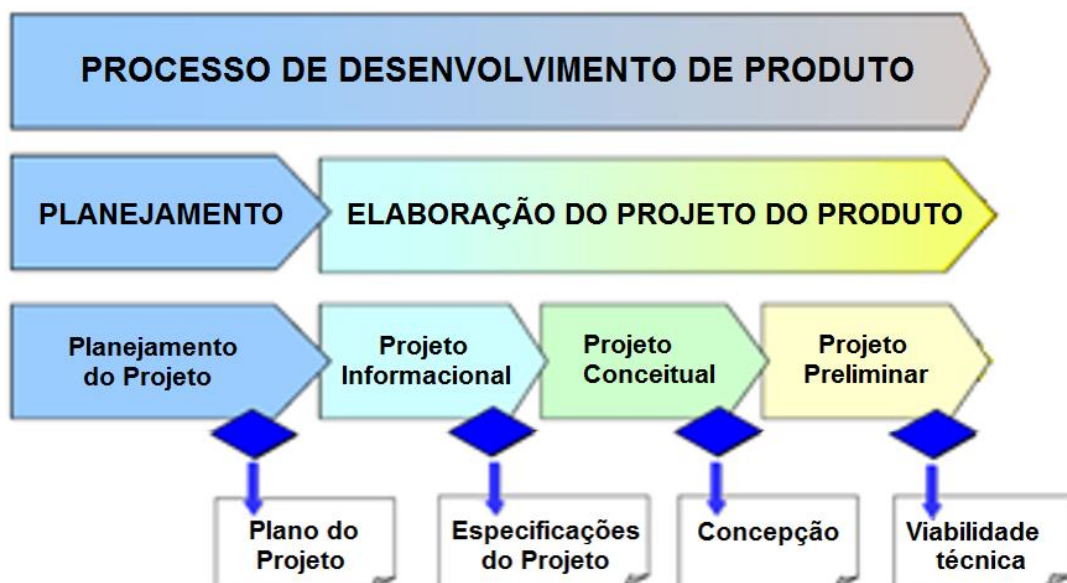 PROCESSO DE DESENVOLVIMENTO DE PRODUTO
PLANEJAMENTO
ELABORAÇÃO DO PROJETO DO PRODUTO
Planejamento
do Projeto
Projeto
Informacional
Projeto
Conceitual
Projeto
Preliminar
Plano do
Projeto
Especificações
do Projeto
Concepção
Viabilidade
técnica